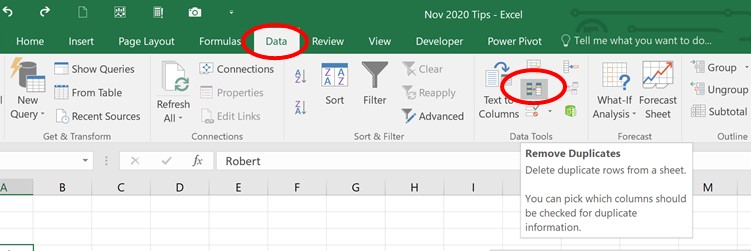 Nov 2020 Tips - Excel
Home Insert Page Layout Formulas Data Review View Developer Power Pivot Tell me what you want to do...
New Query
Show Queries
From Table
Recent Sources
Get & Transform
Refresh All
Connections
Properties
Edit Links
Connections
A Z
Z A
Z A A Z
Sort
Filter
Clear
Reapply
Advanced
Sort & Filter
Text to Columns
Data Tools
What-If Analysis
Forecast Sheet
Forecast
Group
Ungroup
Subtotal
Outline
fx Robert
A B C D E F G H M
Remove Duplicates
Delete duplicate rows from a sheet.
You can pick which columns should
be checked for duplicate
information.